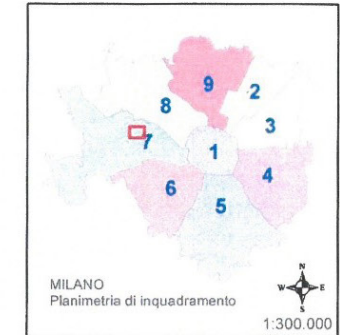 9
2
8
3
7
1
4
6
5
MILANO
Planimetria di inquadramento
N
W E
S
1:300.000